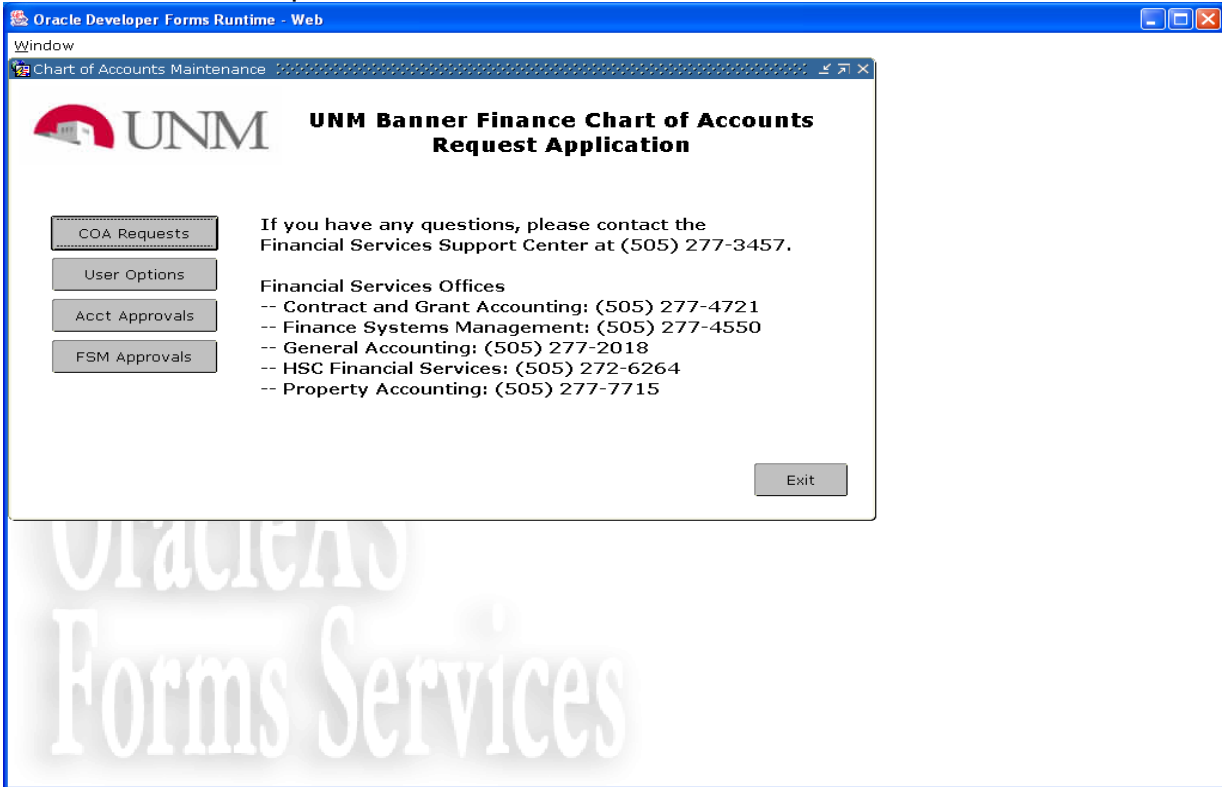 Oracle Developer Forms Runtime - Web
Window
Chart of Accounts Maintenance
UNM
UNM Banner Finance Chart of Accounts
Request Application
COA Requests
User Options
Acct Approvals
FSM Approvals
If you have any questions, please contact the
Financial Services Support Center at (505) 277-3457.
Financial Services Offices
-- Contract and Grant Accounting: (505) 277-4721
-- Finance Systems Management: (505) 277-4550
-- General Accounting: (505) 277-2018
-- HSC Financial Services: (505) 272-6264
-- Property Accounting: (505) 277-7715
Exit
OracleAS
Forms Services